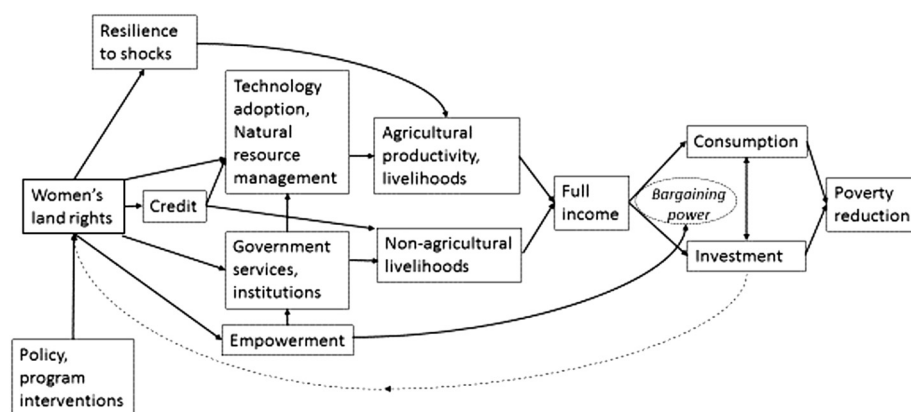 Resilience
to shocks
Technology
adoption,
Natural
resource
management
Agricultural
productivity,
livelihoods
Consumption
Women's
land rights
Credit
Full
income
Bargaining
power
Poverty
reduction
Government
services,
institutions
Non-agricultural
livelihoods
Investment
Empowerment
Policy,
program
interventions